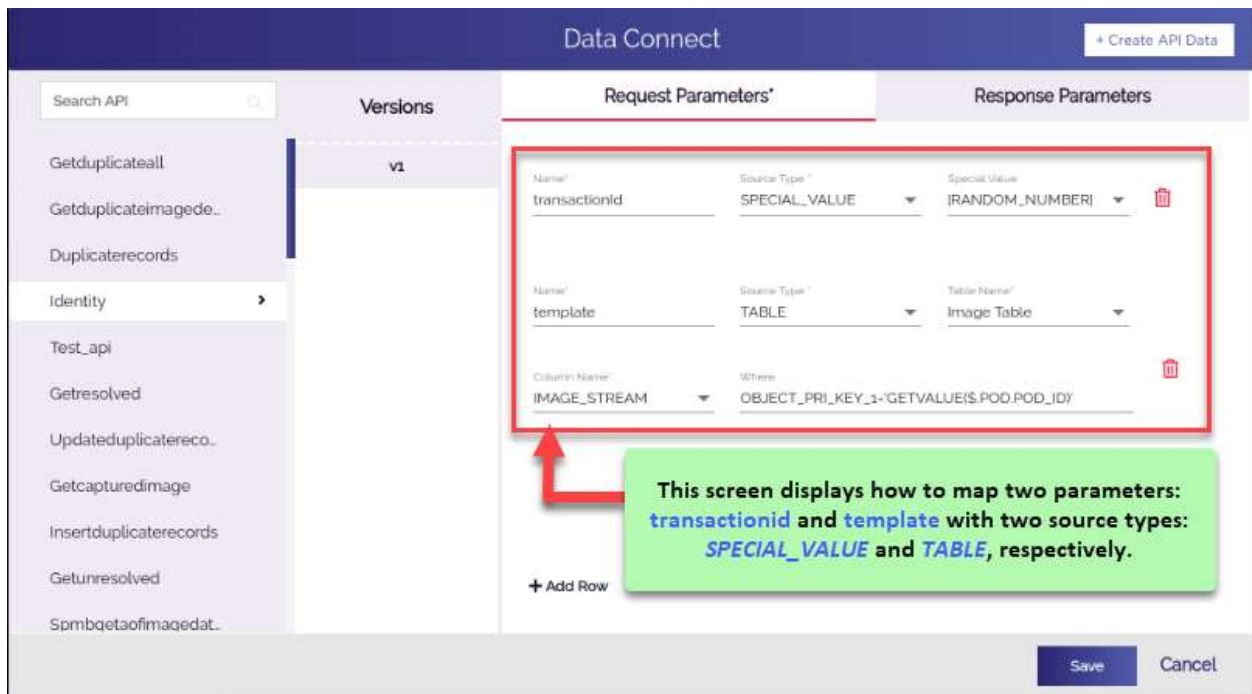 Data Connect
+ Create API Data
Search API
Versions
Request Parameters*
Response Parameters
Getduplicateall
Getduplicateimagede..
Duplicaterecords
Identity
Test_api
Getresolved
Updateduplicatereco..
Getcapturedimage
Insertduplicaterecords
Getunresolved
Spmbgetaofimagedat..
v1
Name*
Source Type *
Special Value
transactionid
SPECIAL_VALUE
|RANDOM_NUMBER|
Name*
Source Type *
Table Name*
template
TABLE
Image Table
Column Name*
Where
IMAGE_STREAM
OBJECT_PRI_KEY_1='GETVALUE{$.POD.POD_ID}'
This screen displays how to map two parameters:
transactionid and template with two source types:
SPECIAL_VALUE and TABLE, respectively.
+ Add Row
Save
Cancel